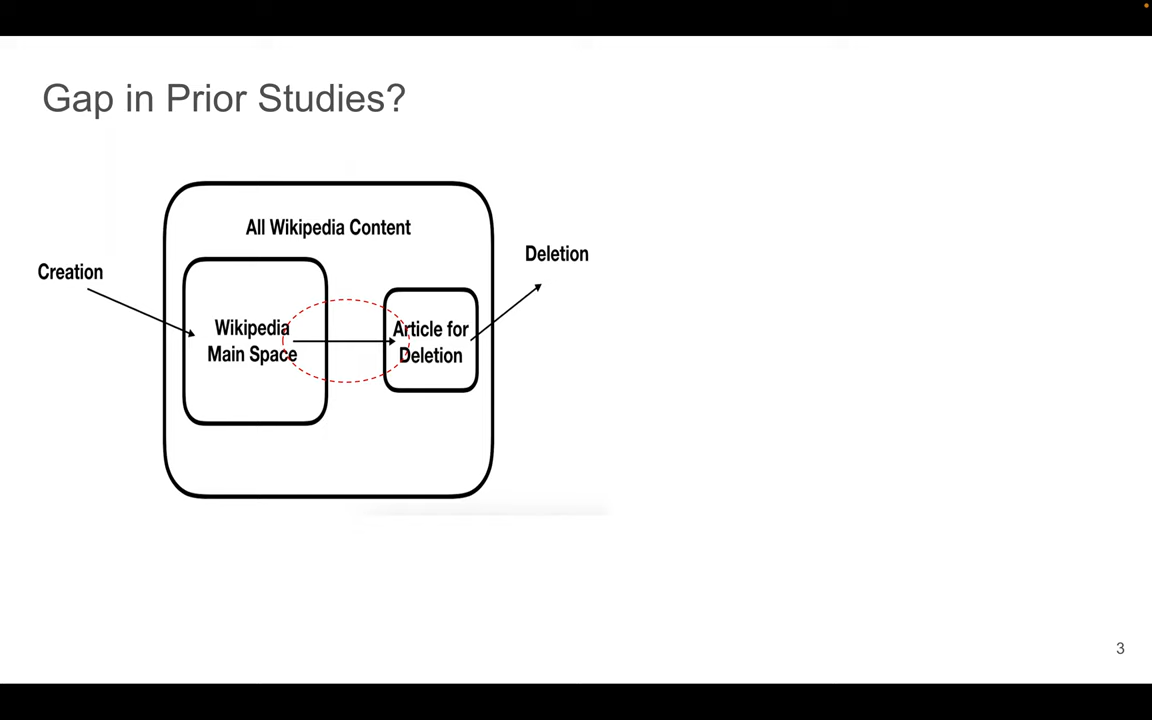 Gap in Prior Studies?
All Wikipedia Content
Creation
Deletion
Wikipedia
Main Space
Article for
Deletion
3